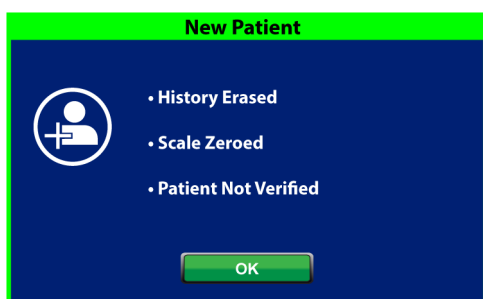 New Patient
• History Erased
• Scale Zeroed
• Patient Not Verified
OK